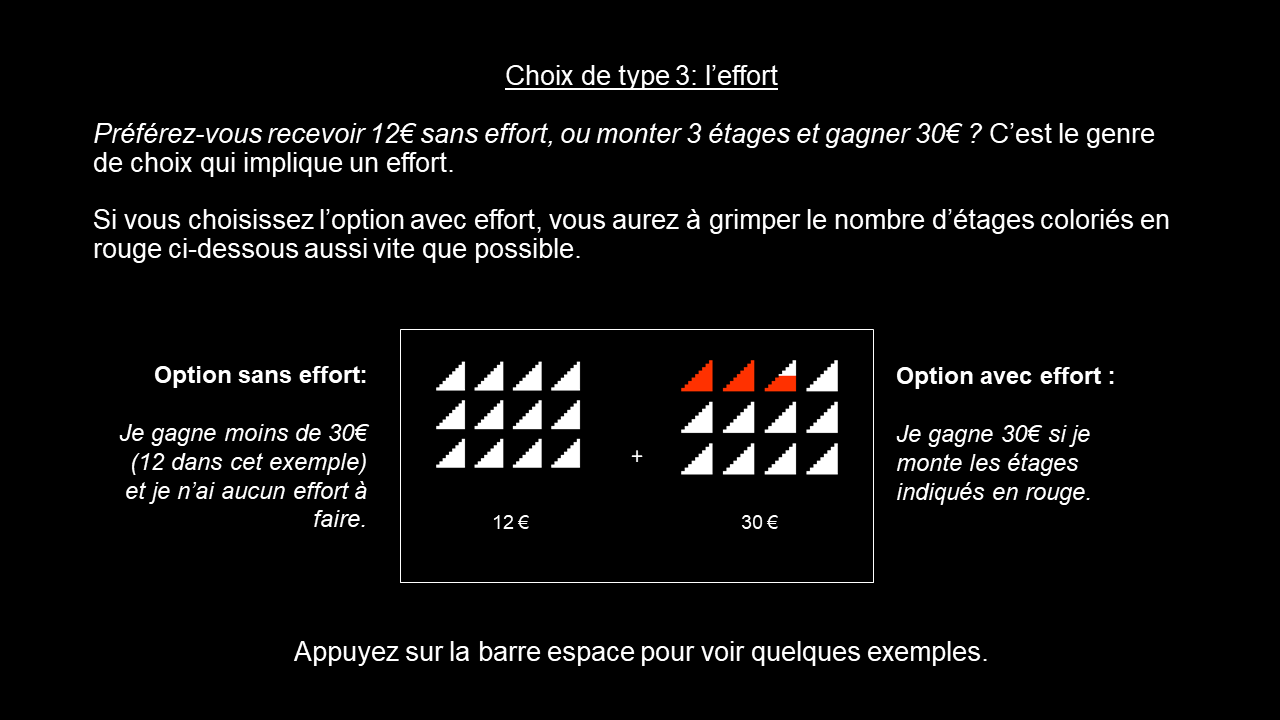 Choix de type 3: l’effort
Préférez-vous recevoir 12€ sans effort, ou monter 3 étages et gagner 30€ ? C’est le genre
de choix qui implique un effort.
Si vous choisissez l’option avec effort, vous aurez à grimper le nombre d’étages coloriés en
rouge ci-dessous aussi vite que possible.
Option sans effort:
Je gagne moins de 30€
(12 dans cet exemple)
et je n’ai aucun effort à
faire.
+
12 €
30 €
Option avec effort :
Je gagne 30€ si je
monte les étages
indiqués en rouge.
Appuyez sur la barre espace pour voir quelques exemples.